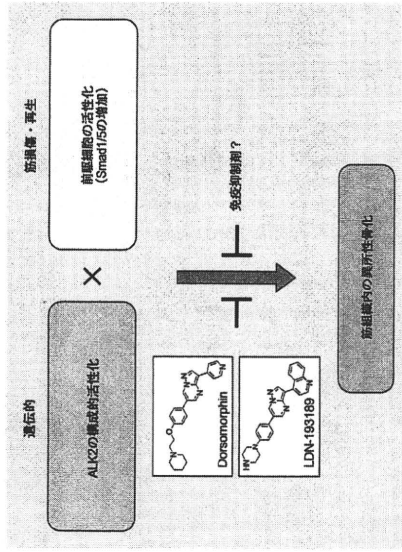 遺伝的
筋損傷・再生
ALK2の構成的活性化
×
前駆細胞の活性化
(Smad1/5の増加)
Dorsomorphin
LDN-193189
免疫抑制剤？
筋組織内の異所性骨化